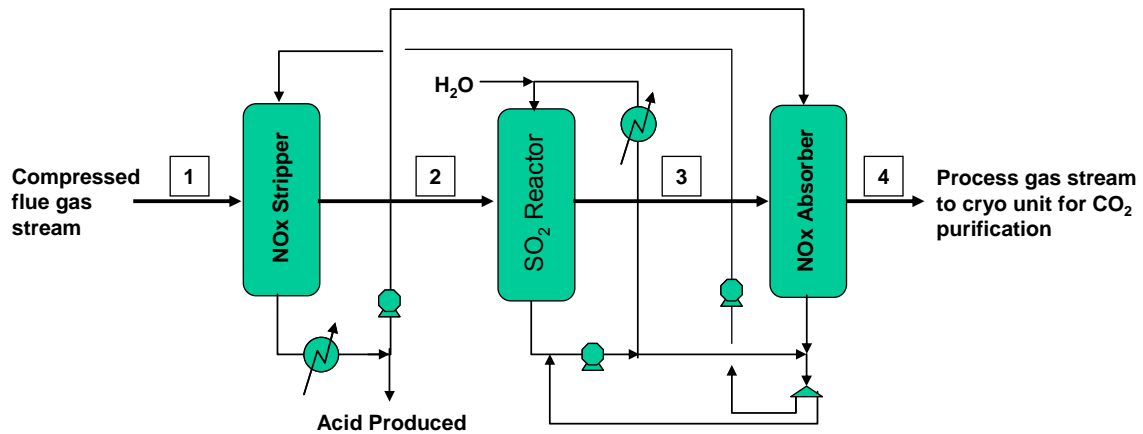 H₂O
Compressed
flue gas
stream
1
NOx Stripper
2
SO₂ Reactor
3
NOx Absorber
4
Process gas stream
to cryo unit for CO₂
purification
Acid Produced